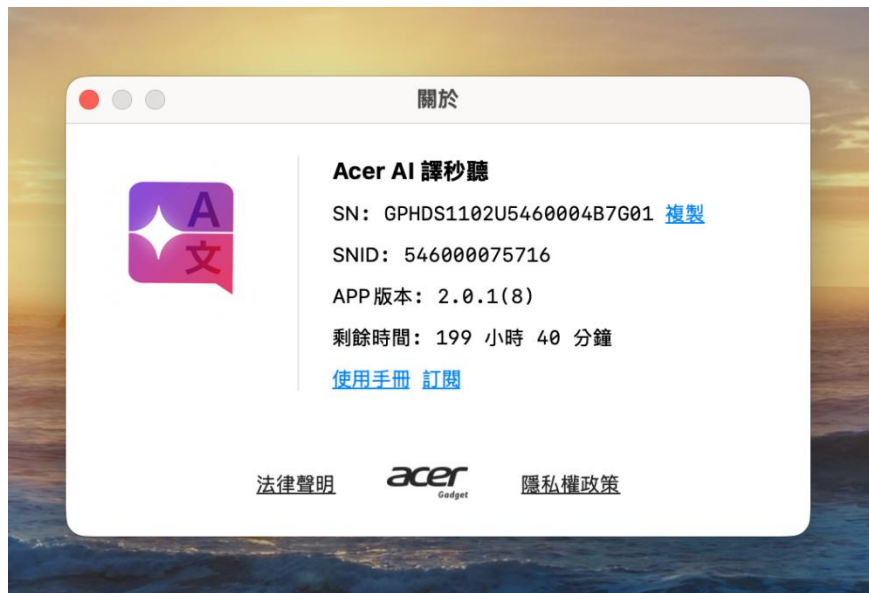 關於
A
文
Acer AI 譯秒聽
SN: GPHDS1102U5460004B7G01 複製
SNID: 546000075716
APP版本: 2.0.1(8)
剩餘時間: 199 小時 40 分鐘
使用手冊 訂閱
法律聲明 acer Gadget 隱私權政策